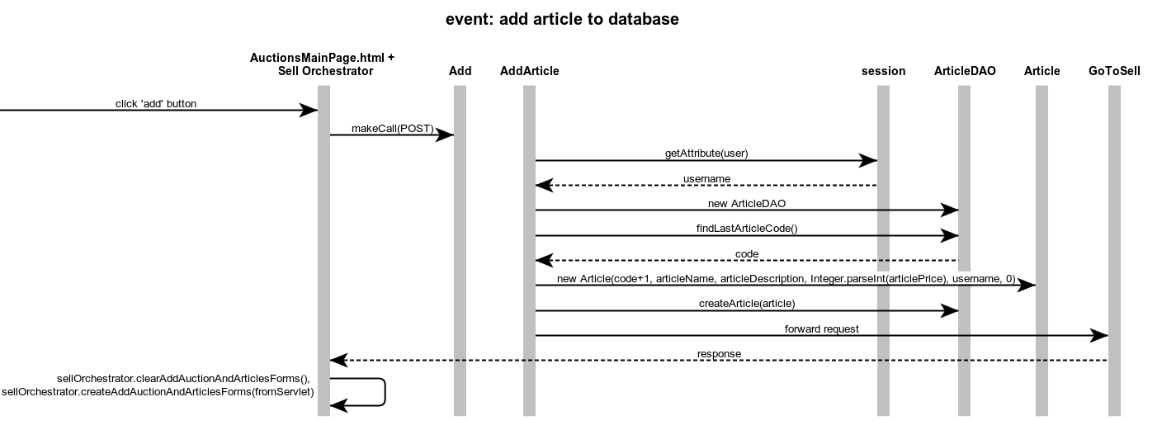 event: add article to database
AuctionsMainPage.html +
Sell Orchestrator
Add
AddArticle
session
ArticleDAO
Article
GoToSell
click 'add' button
makeCall(POST)
getAttribute(user)
username
new ArticleDAO
findLastArticleCode()
code
new Article(code+1, articleName, articleDescription, Integer.parseInt(articlePrice), username, 0)
createArticle(article)
forward request
response
sellOrchestrator.clearAddAuctionAndArticlesForms(),
sellOrchestrator.createAddAuctionAndArticlesForms(fromServlet)